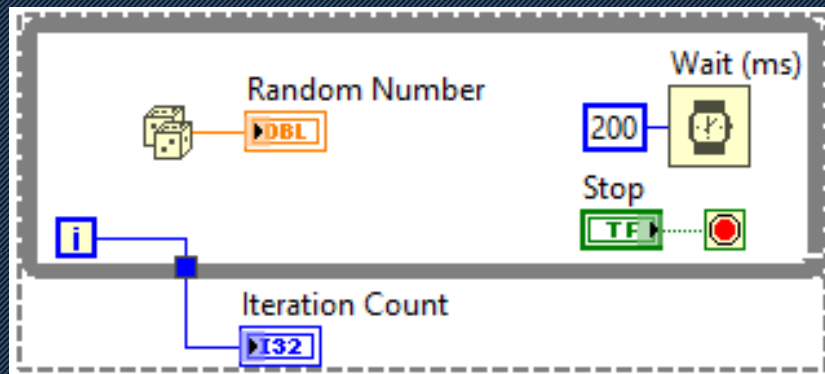 Wait (ms)
Random Number
DBL
200
Stop
TF
i
Iteration Count
I32